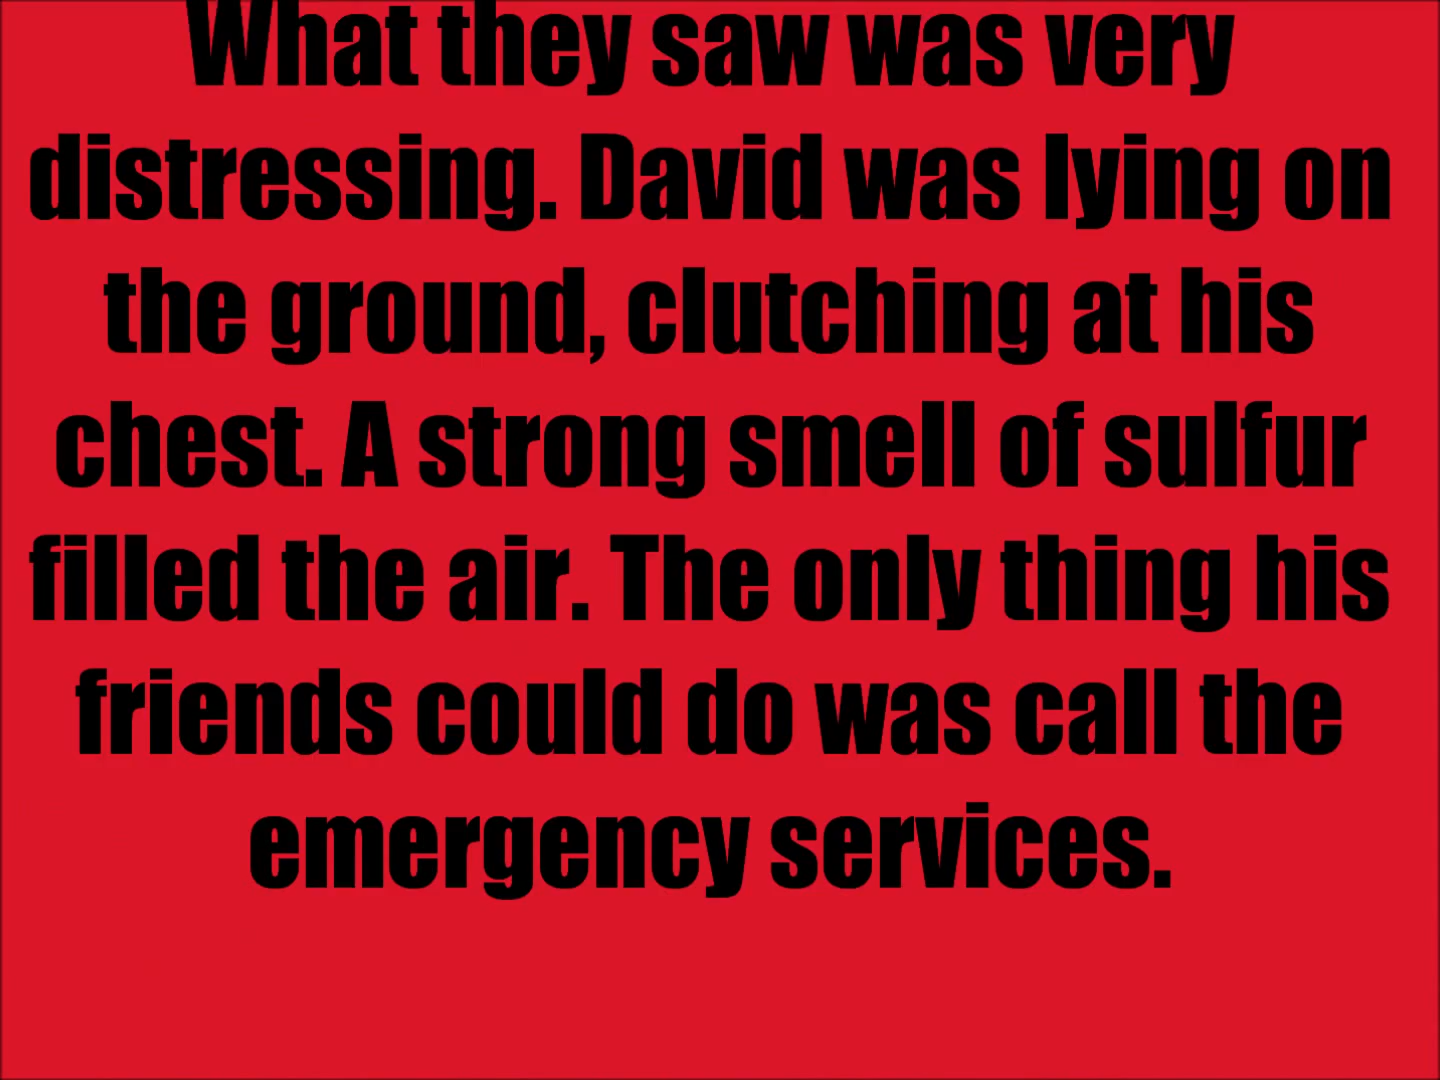 What they saw was very
distressing. David was lying on
the ground, clutching at his
chest. A strong smell of sulfur
filled the air. The only thing his
friends could do was call the
emergency services.